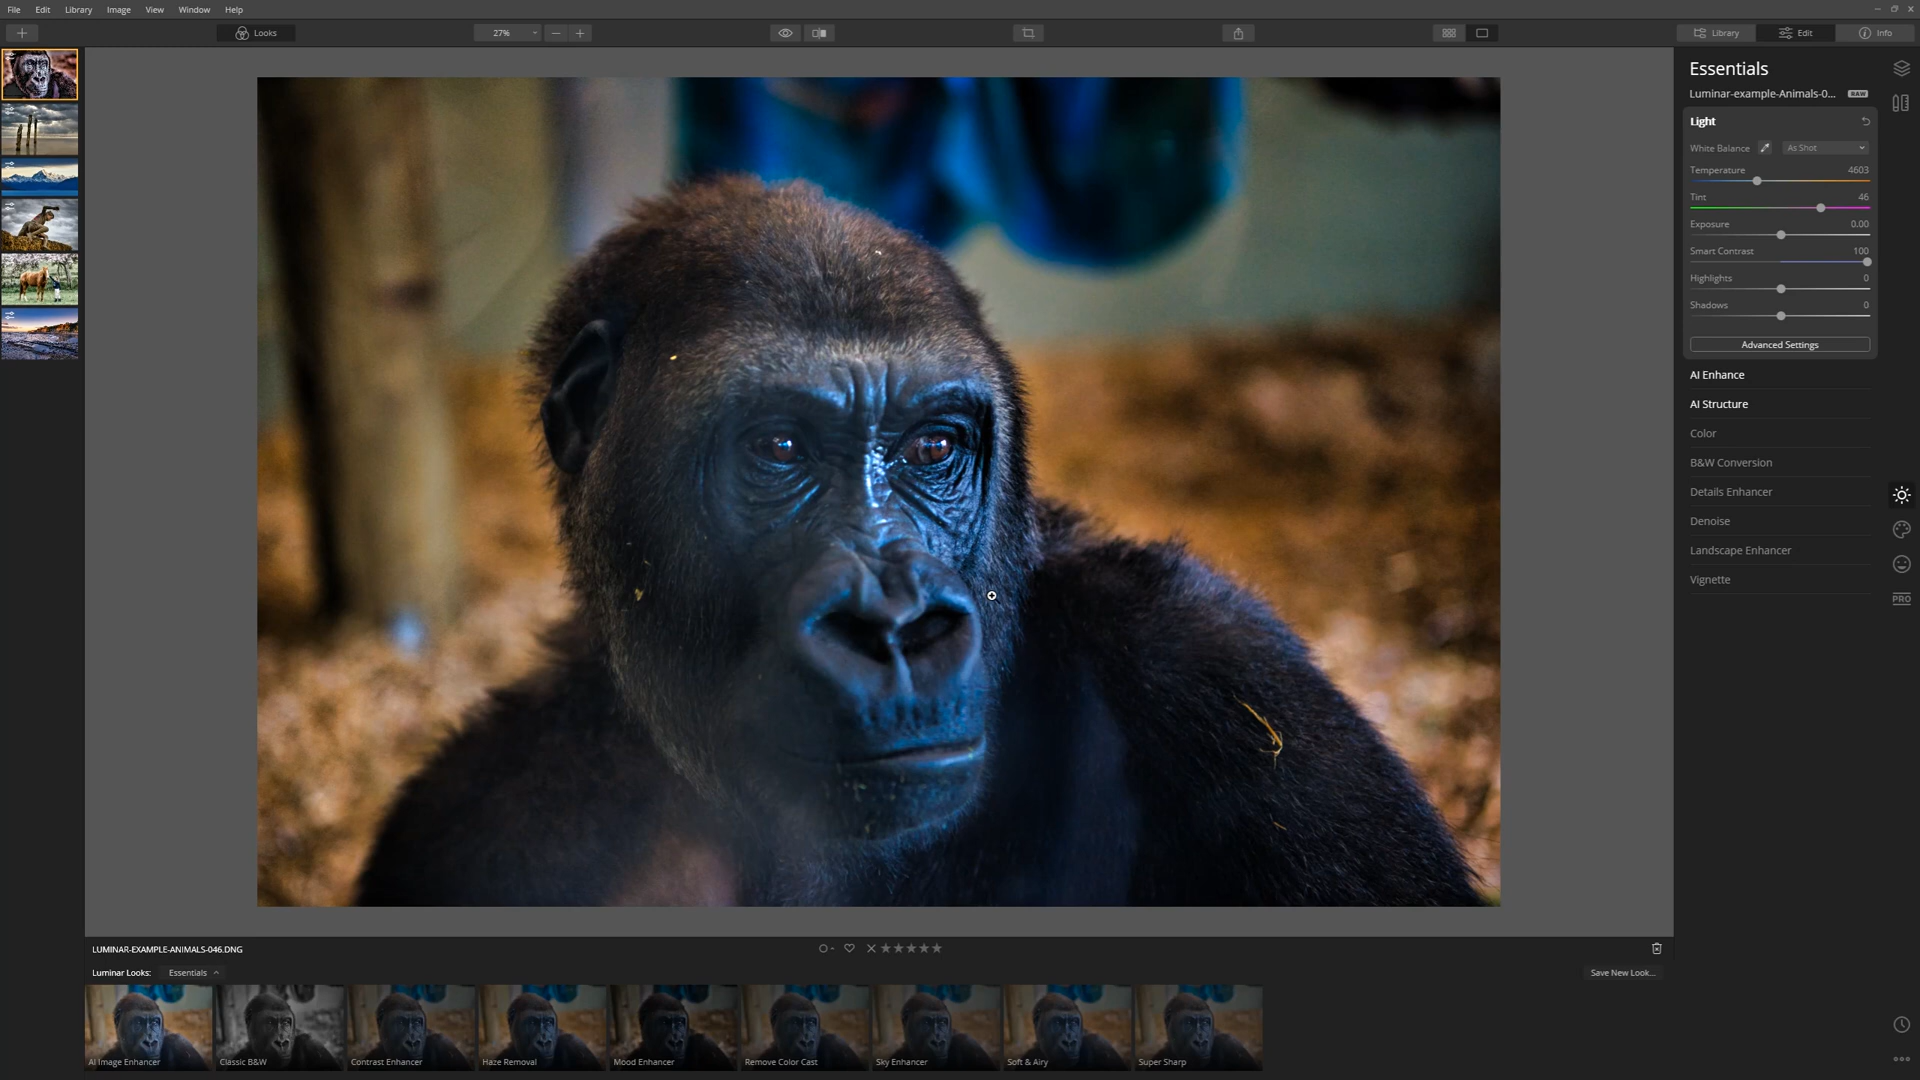 File Edit Library Image View Window Help
Looks 27% Library Edit Info
Essentials
Luminar-example-Animals-0... RAW
Light
White Balance As Shot
Temperature 4603
Tint 46
Exposure 0.00
Smart Contrast 100
Highlights 0
Shadows 0
Advanced Settings
AI Enhance
AI Structure
Color
B&W Conversion
Details Enhancer
Denoise
Landscape Enhancer
Vignette
PRO
LUMINAR-EXAMPLE-ANIMALS-046.DNG
Luminar Looks: Essentials Save New Look...
AI Image Enhancer Classic B&W Contrast Enhancer Haze Removal Mood Enhancer Remove Color Cast Sky Enhancer Soft & Airy Super Sharp